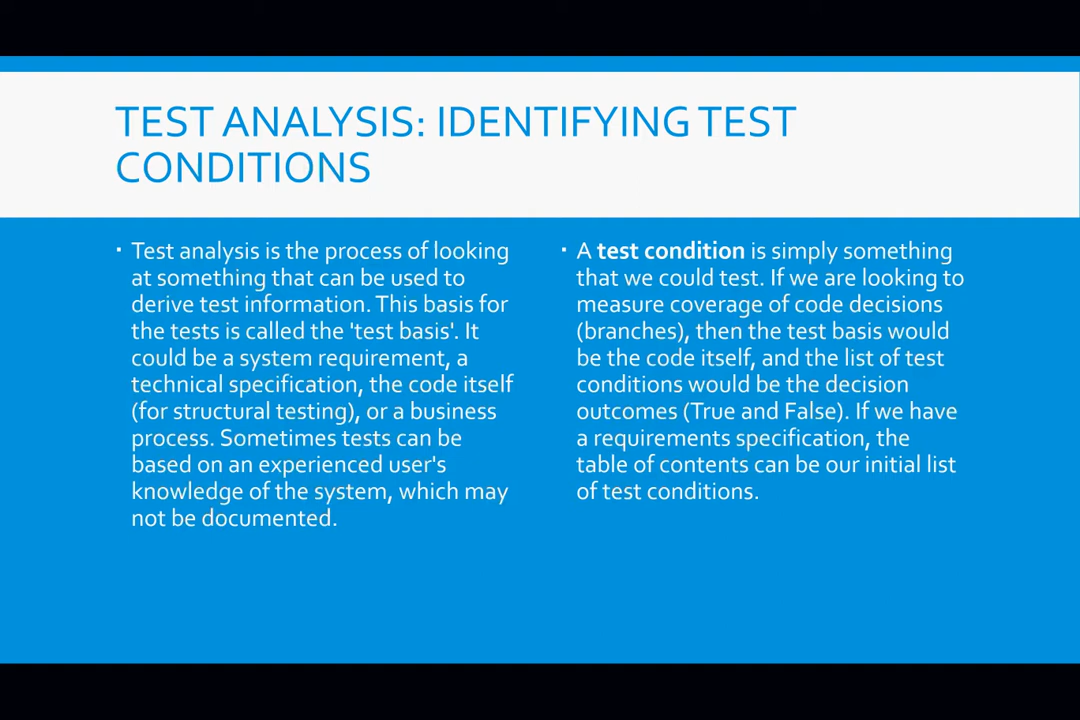 TEST ANALYSIS: IDENTIFYING TEST
CONDITIONS
▪ Test analysis is the process of looking
at something that can be used to
derive test information. This basis for
the tests is called the 'test basis'. It
could be a system requirement, a
technical specification, the code itself
(for structural testing), or a business
process. Sometimes tests can be
based on an experienced user's
knowledge of the system, which may
not be documented.
▪ A test condition is simply something
that we could test. If we are looking to
measure coverage of code decisions
(branches), then the test basis would
be the code itself, and the list of test
conditions would be the decision
outcomes (True and False). If we have
a requirements specification, the
table of contents can be our initial list
of test conditions.